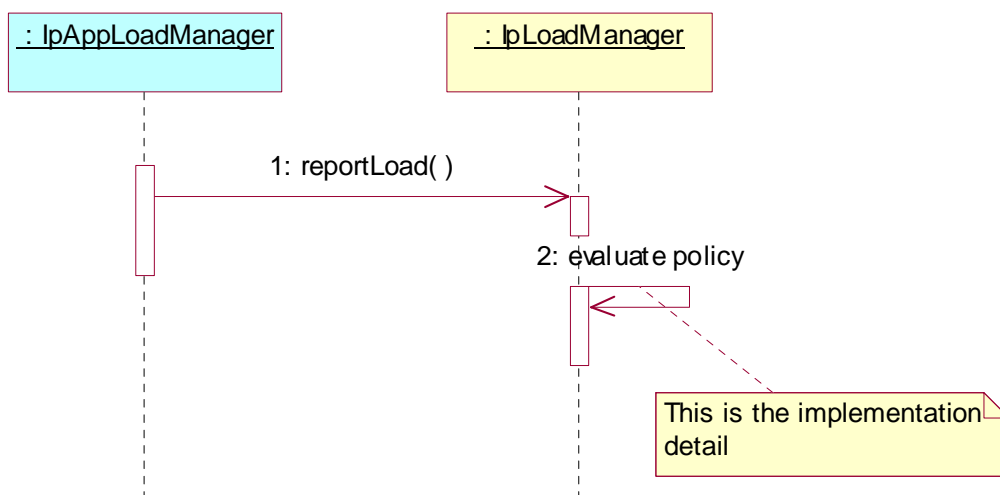 : IpAppLoadManager
: IpLoadManager
1: reportLoad( )
2: evaluate policy
This is the implementation
detail